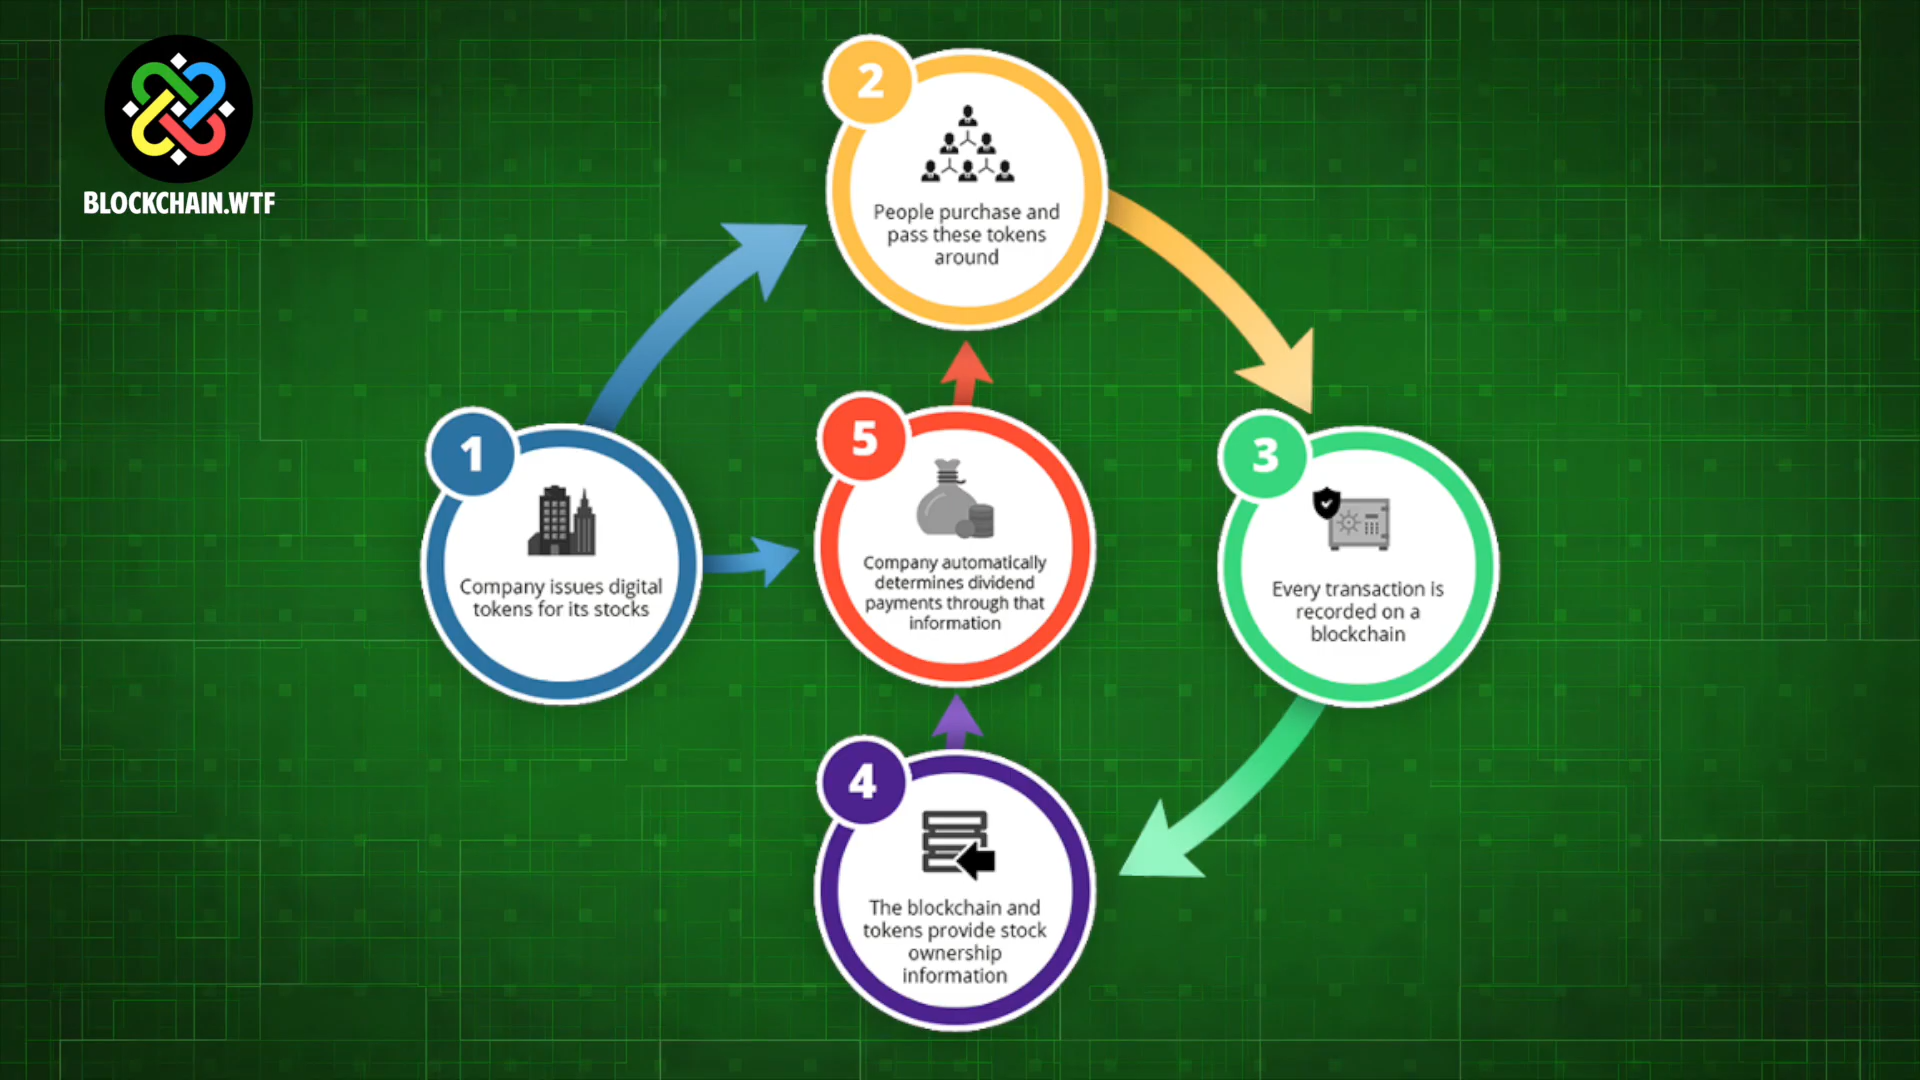 BLOCKCHAIN.WTF
2
People purchase and
pass these tokens
around
1
Company issues digital
tokens for its stocks
5
Company automatically
determines dividend
payments through that
information
3
Every transaction is
recorded on a
blockchain
4
The blockchain and
tokens provide stock
ownership
information